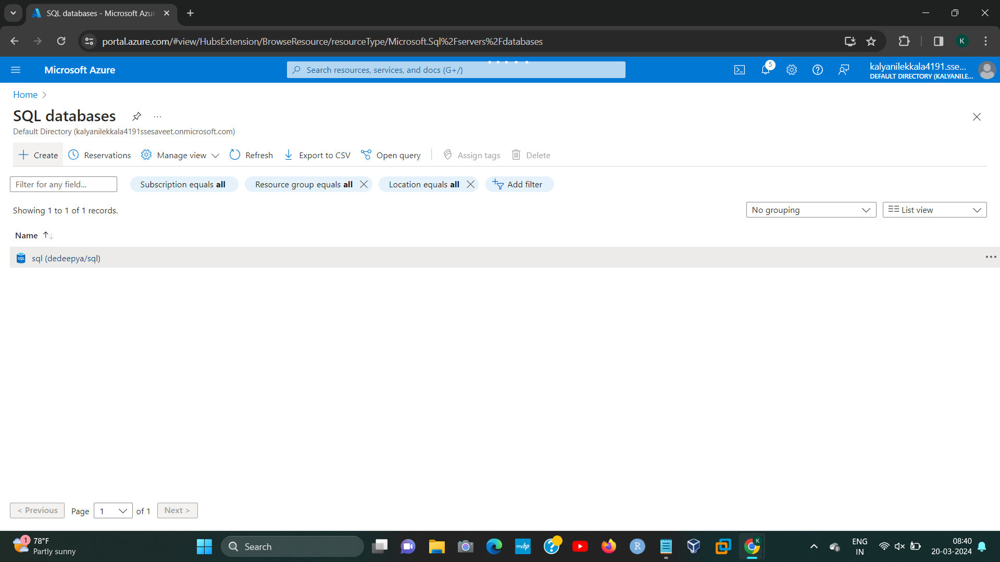 SQL databases - Microsoft Azur
portal.azure.com/#view/HubsExtension/BrowseResource/resourceType/Microsoft.Sql%2Fservers%2Fdatabases
K
Microsoft Azure
Search resources, services, and docs (G+/)
5
kalyanilekkala4191.sse...
DEFAULT DIRECTORY (KALYANILE...
Home
SQL databases
Default Directory (kalyanilekkala4191ssesaveet.onmicrosoft.com)
Create
Reservations
Manage view
Refresh
Export to CSV
Open query
Assign tags
Delete
Filter for any field...
Subscription equals all
Resource group equals all
Location equals all
Add filter
Showing 1 to 1 of 1 records.
No grouping
List view
Name
SQL
sql (dedeepya/sql)
< Previous
Page
1
of 1
Next >
1
78°F
Partly sunny
Search
myhp
R
K
ENG
IN
08:40
20-03-2024